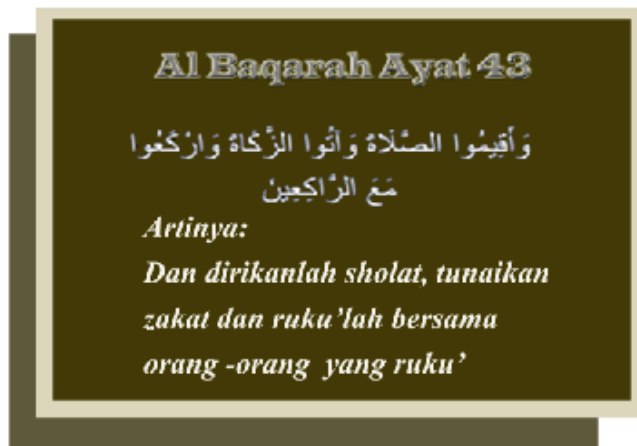 Al Baqarah Ayat 43
وَأَقِيمُوا الصَّلَاةَ وَآتُوا الزَّكَاةَ وَارْكَعُوا
مَعَ الرَّاكِعِينَ
Artinya:
Dan dirikanlah sholat, tunaikan
zakat dan ruku’lah bersama
orang -orang yang ruku’